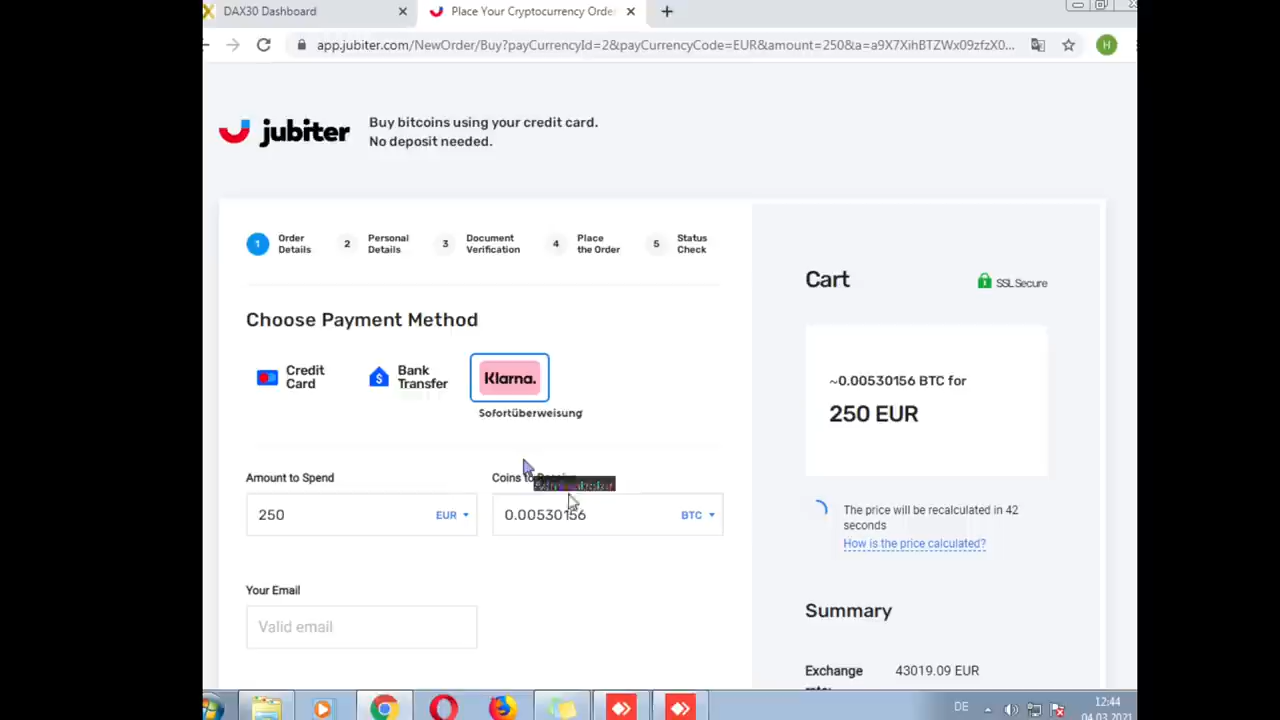 DAX30 Dashboard
Place Your Cryptocurrency Order
app.jubiter.com/NewOrder/Buy?payCurrencyId=2&payCurrencyCode=EUR&amount=250&a=a9X7XihBTZWx09zfzX0...
H
jubiter
Buy bitcoins using your credit card.
No deposit needed.
1 Order Details
2 Personal Details
3 Document Verification
4 Place the Order
5 Status Check
Choose Payment Method
Credit Card
Bank Transfer
Klarna.
Sofortüberweisung
Amount to Spend
Coins to
250 EUR
0.00530156 BTC
Your Email
Valid email
Cart
SSL Secure
~0.00530156 BTC for
250 EUR
The price will be recalculated in 42
seconds
How is the price calculated?
Summary
Exchange rate:
43019.09 EUR
DE
12:44
04.03.2021